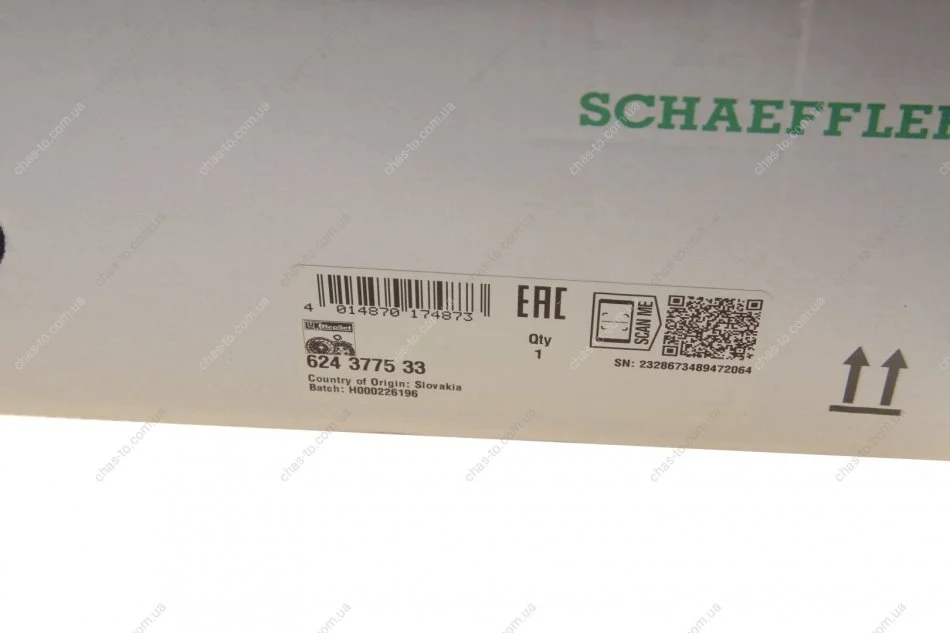 SCHAEFFLER
4 014870 174873
EAC
LuK RepSet
Qty
1
SCAN ME
624 3775 33
SN: 2328673489472064
Country of Origin: Slovakia
Batch: H000226196
chas-to.com.ua